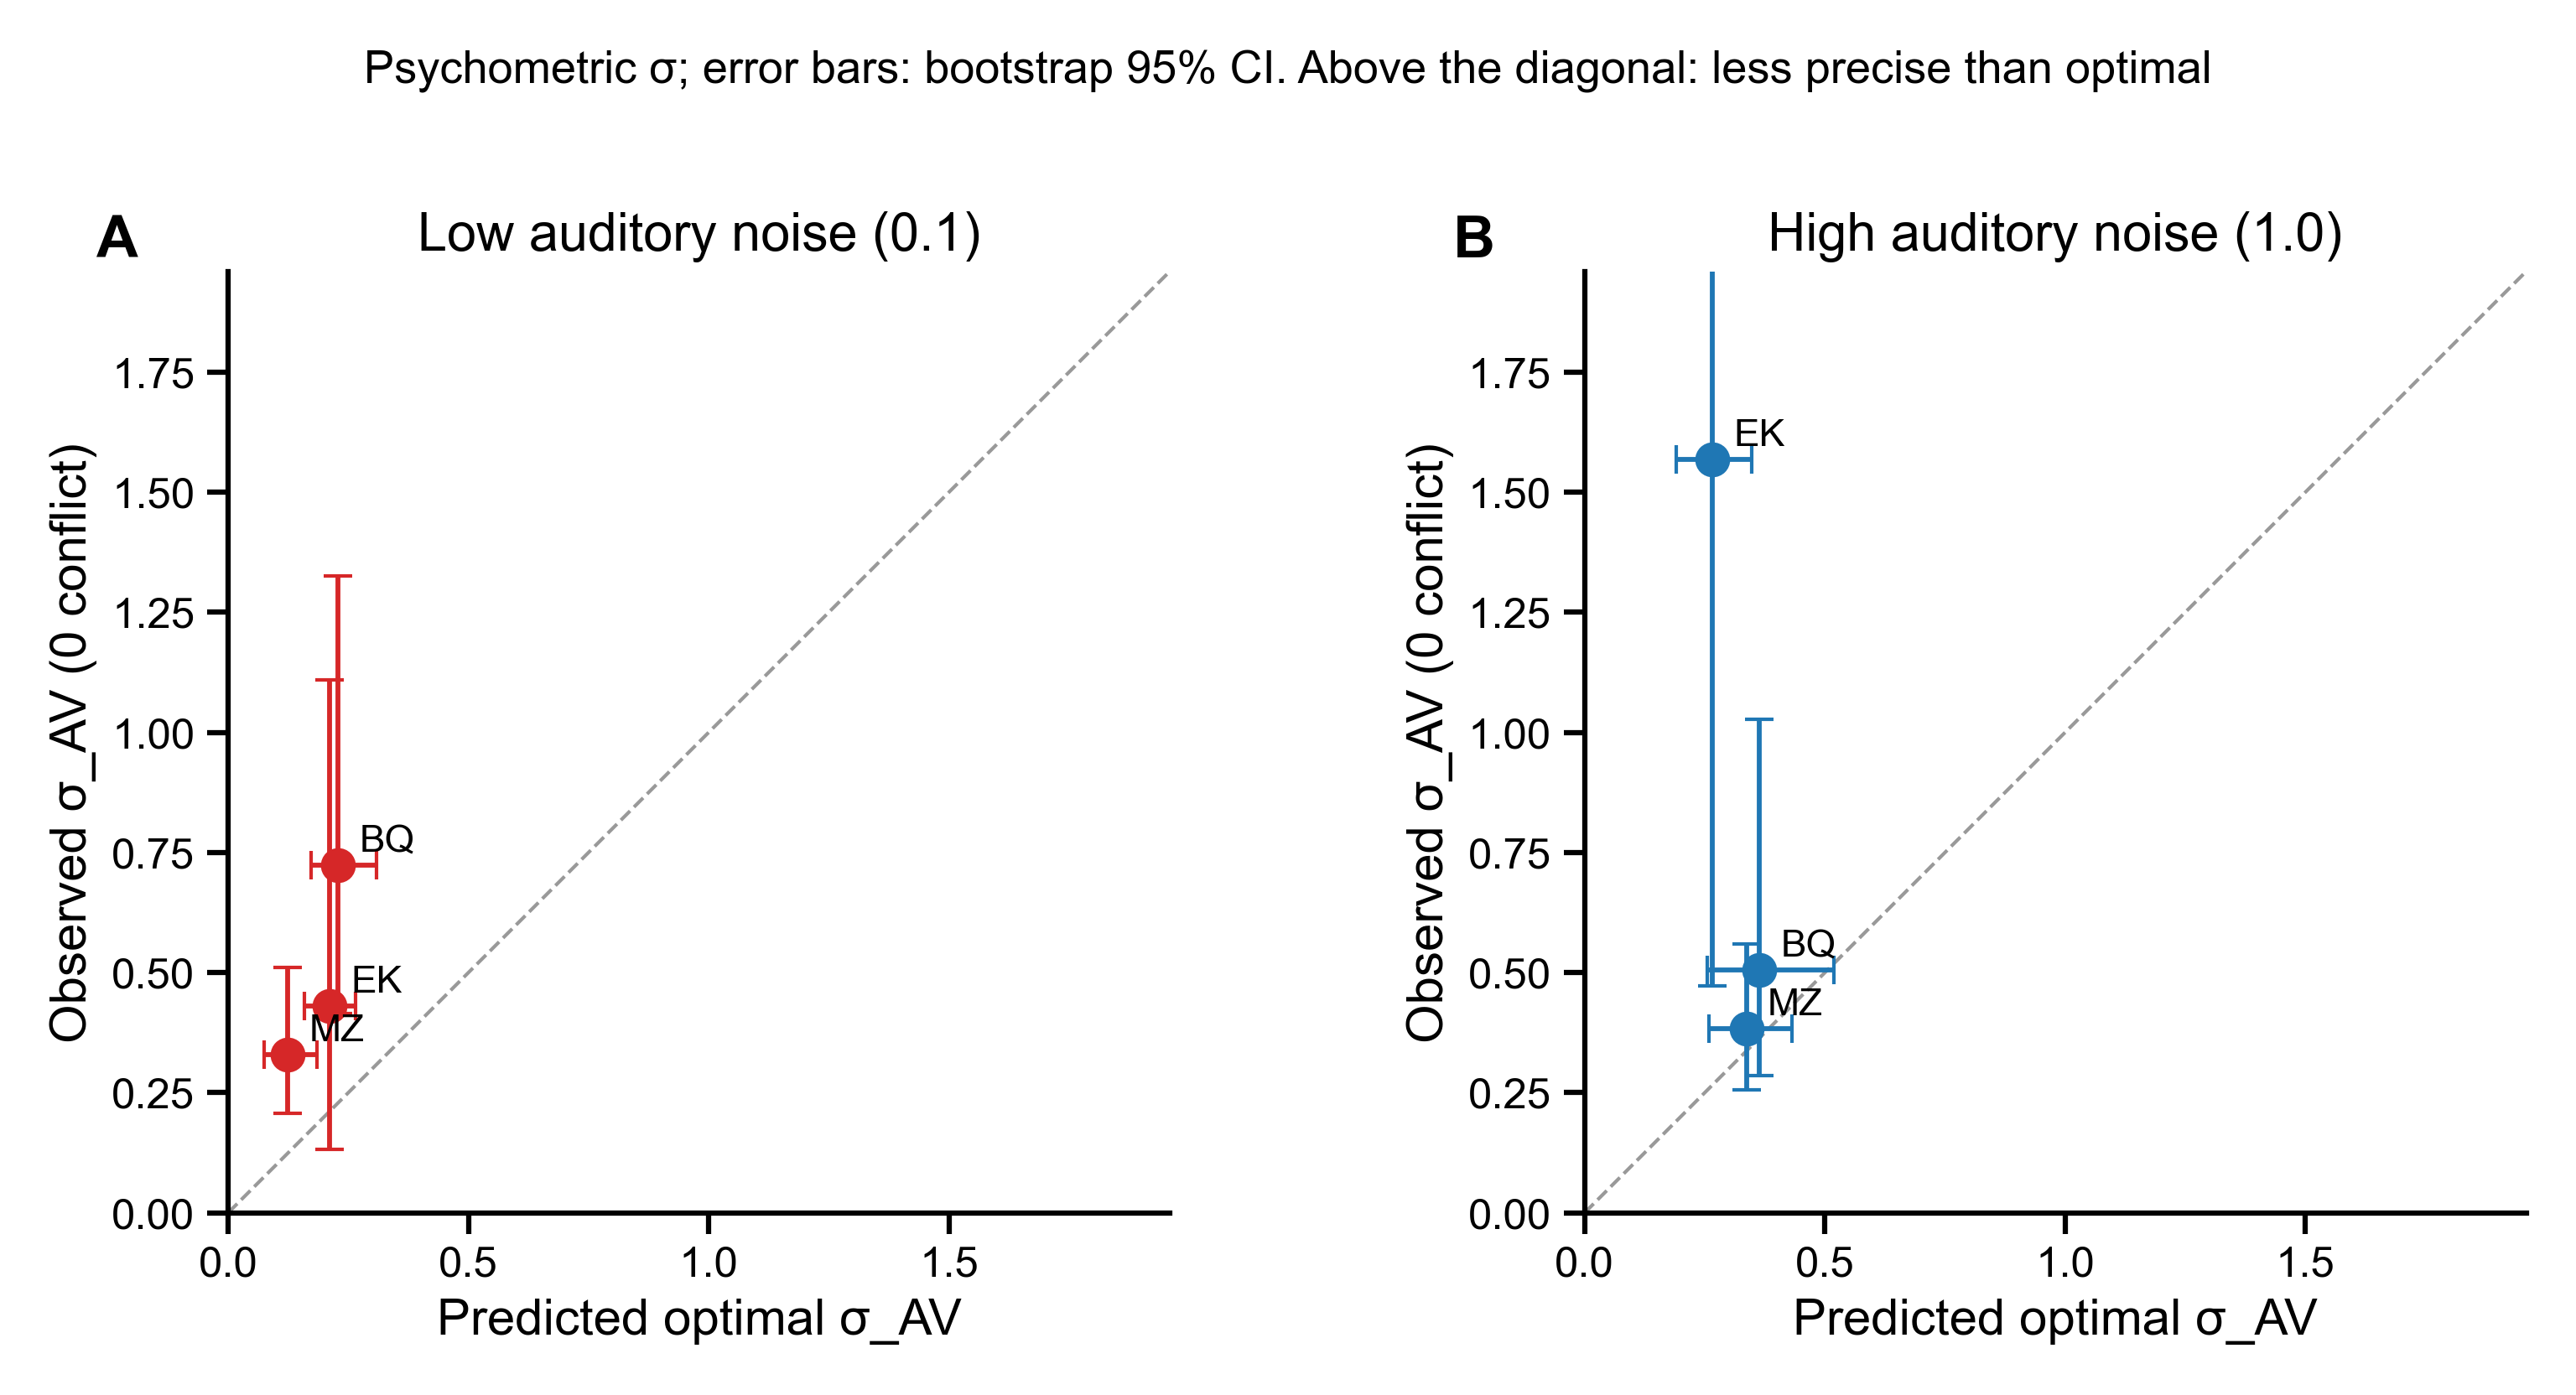 Psychometric σ; error bars: bootstrap 95% CI. Above the diagonal: less precise than optimal
A
Low auditory noise (0.1)
Observed σ_AV (0 conflict)
1.75
1.50
1.25
1.00
0.75
0.50
0.25
0.00
BQ
EK
MZ
0.0
0.5
1.0
1.5
Predicted optimal σ_AV
B
High auditory noise (1.0)
Observed σ_AV (0 conflict)
1.75
1.50
1.25
1.00
0.75
0.50
0.25
0.00
EK
BQ
MZ
0.0
0.5
1.0
1.5
Predicted optimal σ_AV